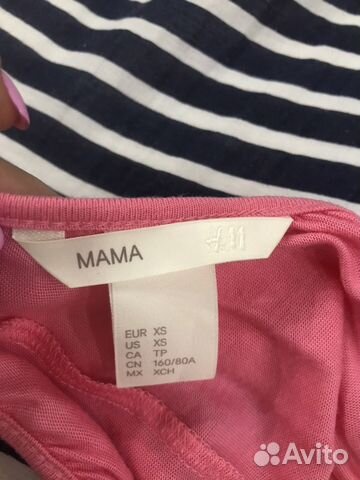 MAMA
H&M
EUR XS
US XS
CA TP
CN 160/80A
MX XCH
Avito